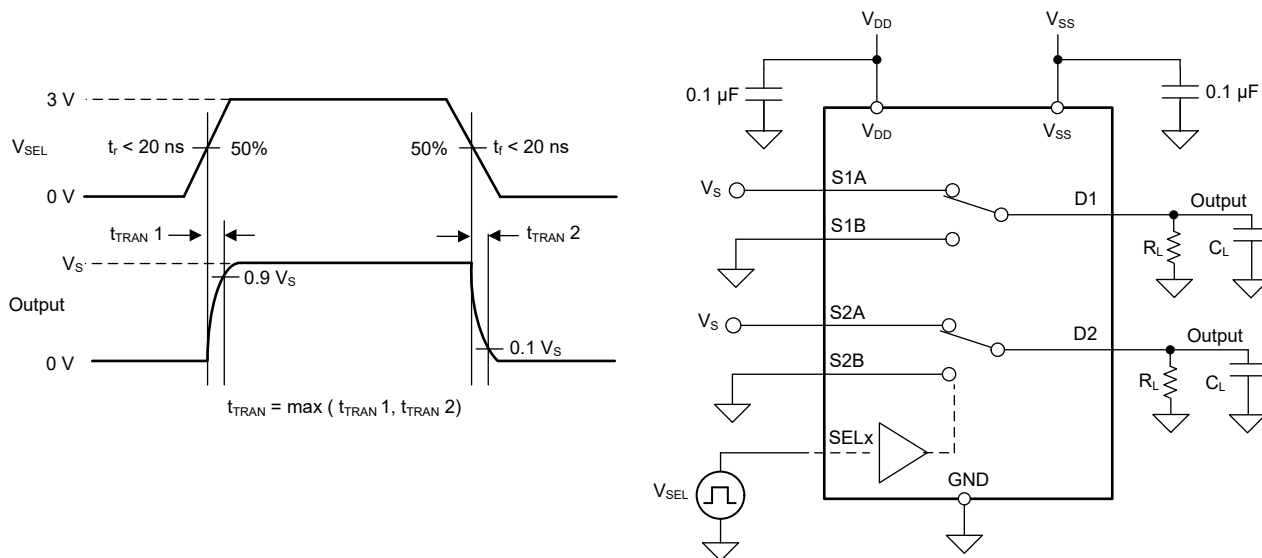 3 V
V_SEL
t_r < 20 ns
50%
50%
t_f < 20 ns
0 V
t_TRAN 1
t_TRAN 2
V_S
0.9 V_S
Output
0.1 V_S
0 V
t_TRAN = max ( t_TRAN 1, t_TRAN 2)
V_DD
V_SS
0.1 µF
0.1 µF
V_DD
V_SS
V_S
S1A
D1
Output
S1B
R_L
C_L
V_S
S2A
D2
Output
S2B
R_L
C_L
SELx
V_SEL
GND